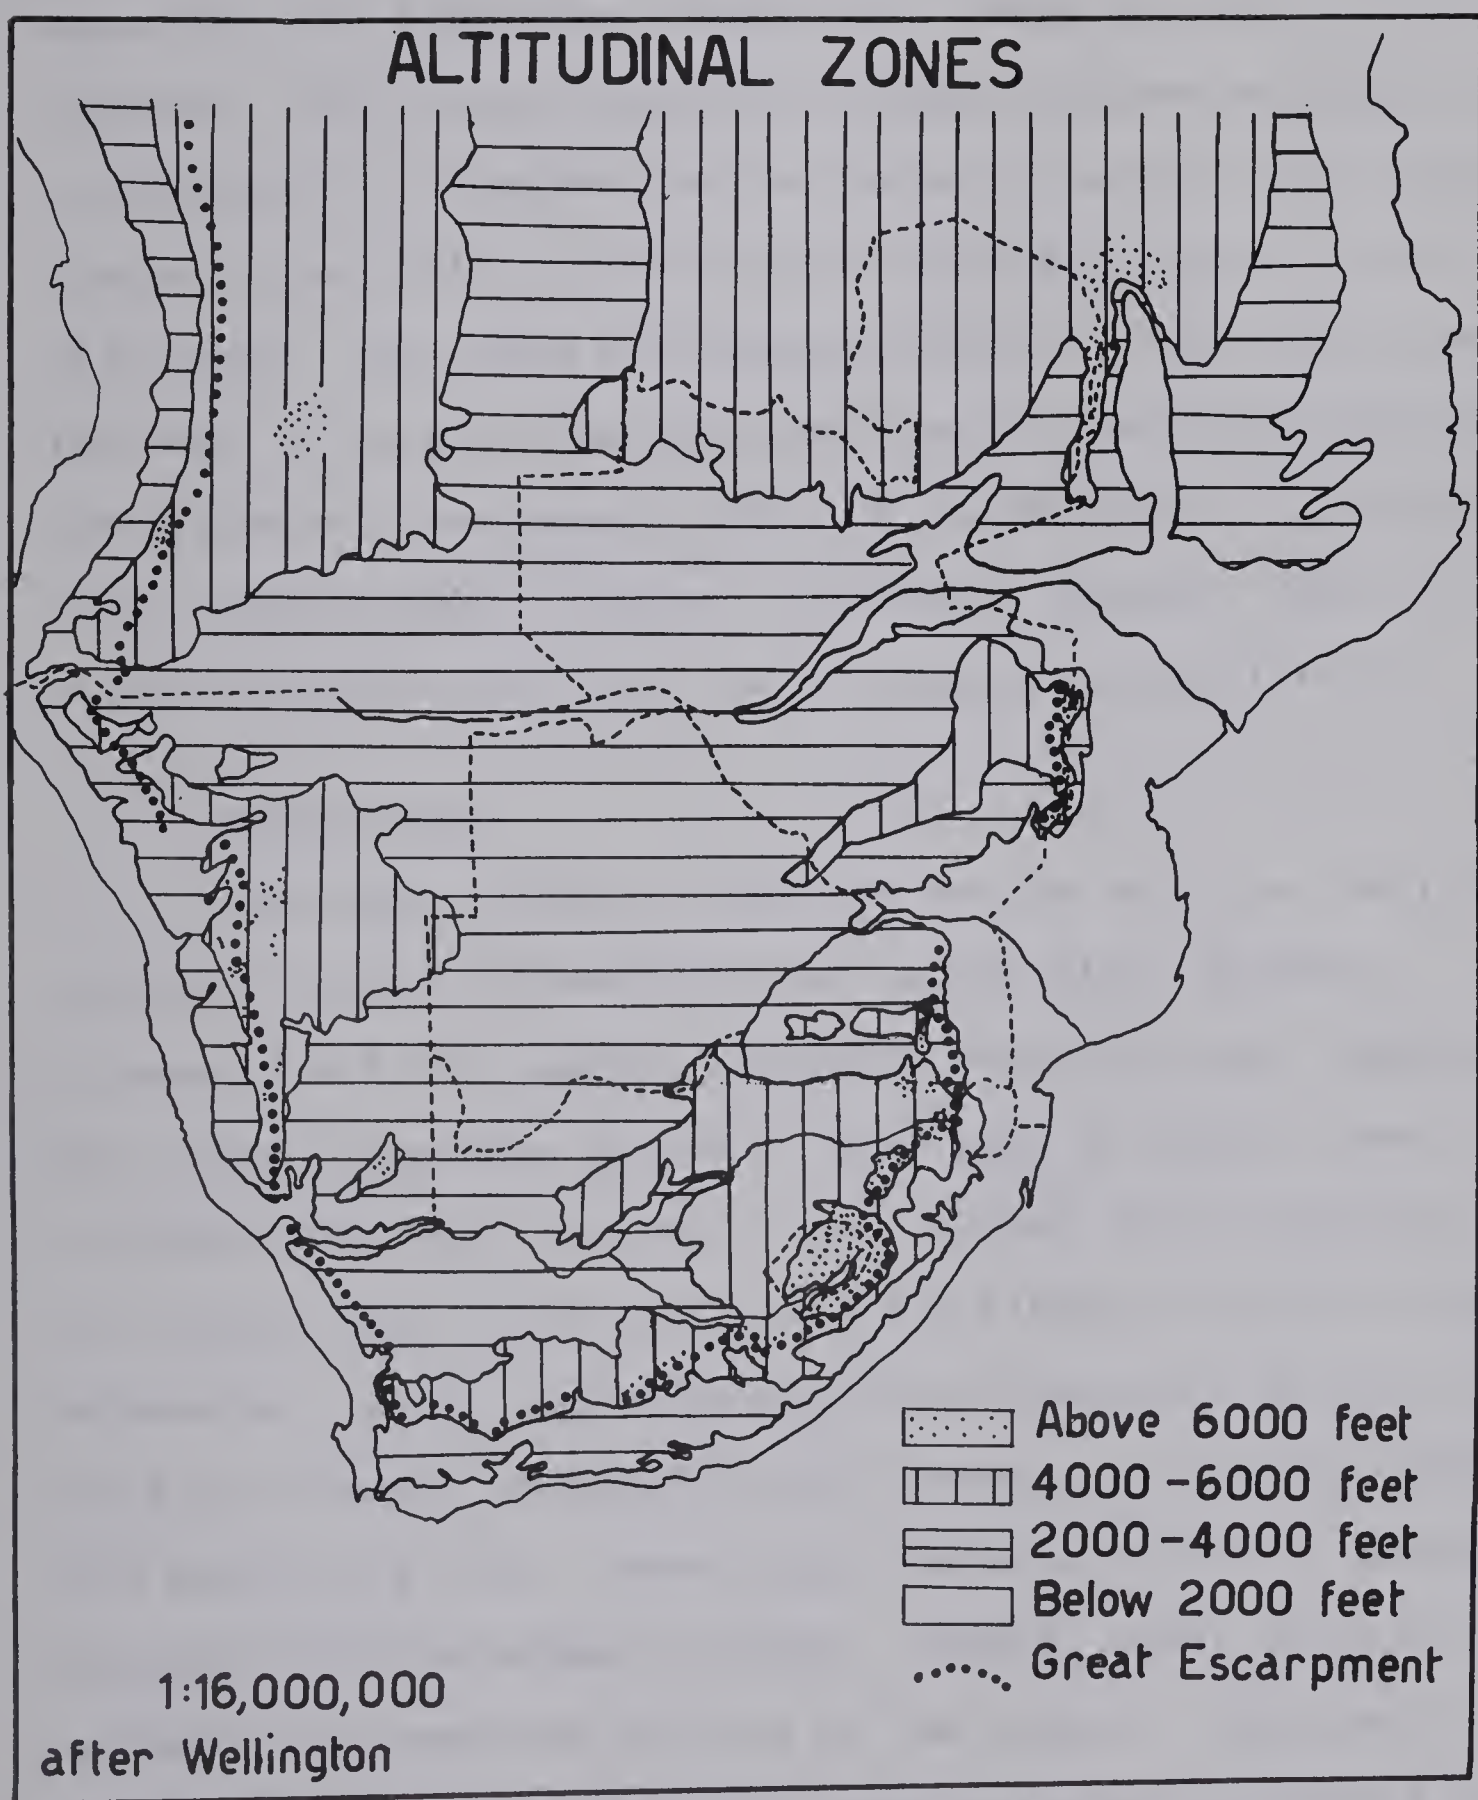 ALTITUDINAL ZONES
Above 6000 feet
4000-6000 feet
2000-4000 feet
Below 2000 feet
Great Escarpment
1:16,000,000
after Wellington